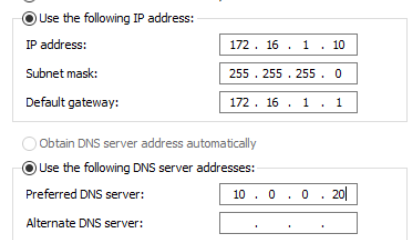 Use the following IP address:
IP address: 172 . 16 . 1 . 10
Subnet mask: 255 . 255 . 255 . 0
Default gateway: 172 . 16 . 1 . 1
Obtain DNS server address automatically
Use the following DNS server addresses:
Preferred DNS server: 10 . 0 . 0 . 20
Alternate DNS server: . . .